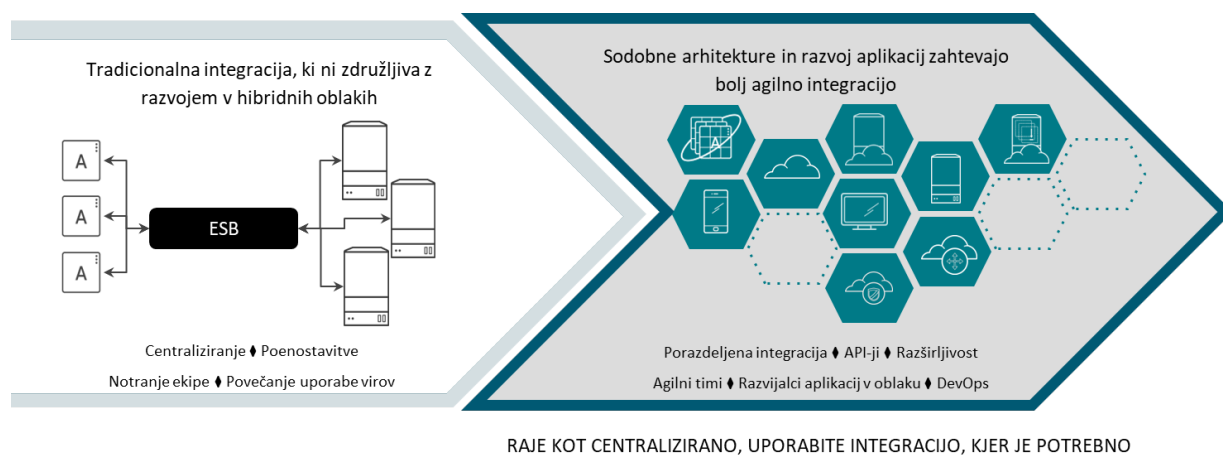 Tradicionalna integracija, ki ni združljiva z
razvojem v hibridnih oblakih
A
A
A
ESB
Centraliziranje ♦ Poenostavitve
Notranje ekipe ♦ Povečanje uporabe virov
Sodobne arhitekture in razvoj aplikacij zahtevajo
bolj agilno integracijo
A
Porazdeljena integracija ♦ API-ji ♦ Razširljivost
Agilni timi ♦ Razvijalci aplikacij v oblaku ♦ DevOps
RAJE KOT CENTRALIZIRANO, UPORABITE INTEGRACIJO, KJER JE POTREBNO